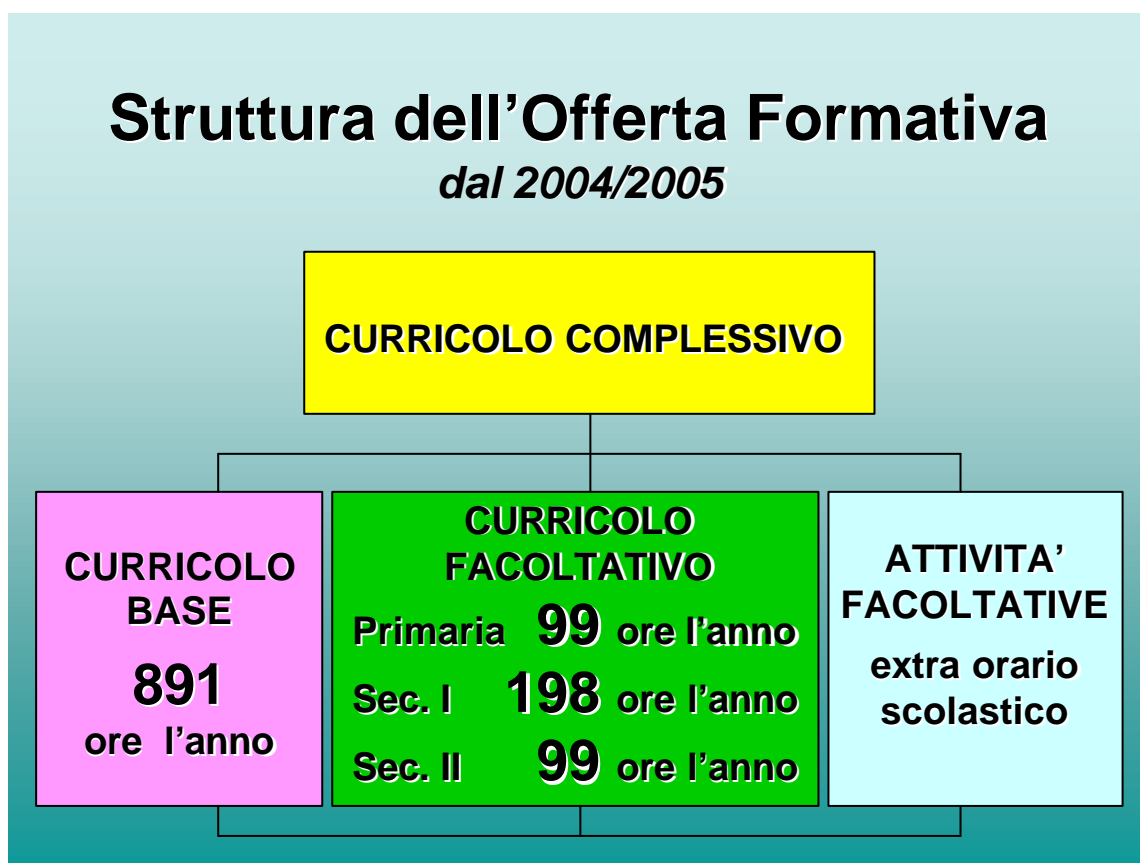 Struttura dell’Offerta Formativa
dal 2004/2005
CURRICOLO COMPLESSIVO
CURRICOLO
BASE
891
ore l’anno
CURRICOLO
FACOLTATIVO
Primaria 99 ore l’anno
Sec. I 198 ore l’anno
Sec. II 99 ore l’anno
ATTIVITA’
FACOLTATIVE
extra orario
scolastico